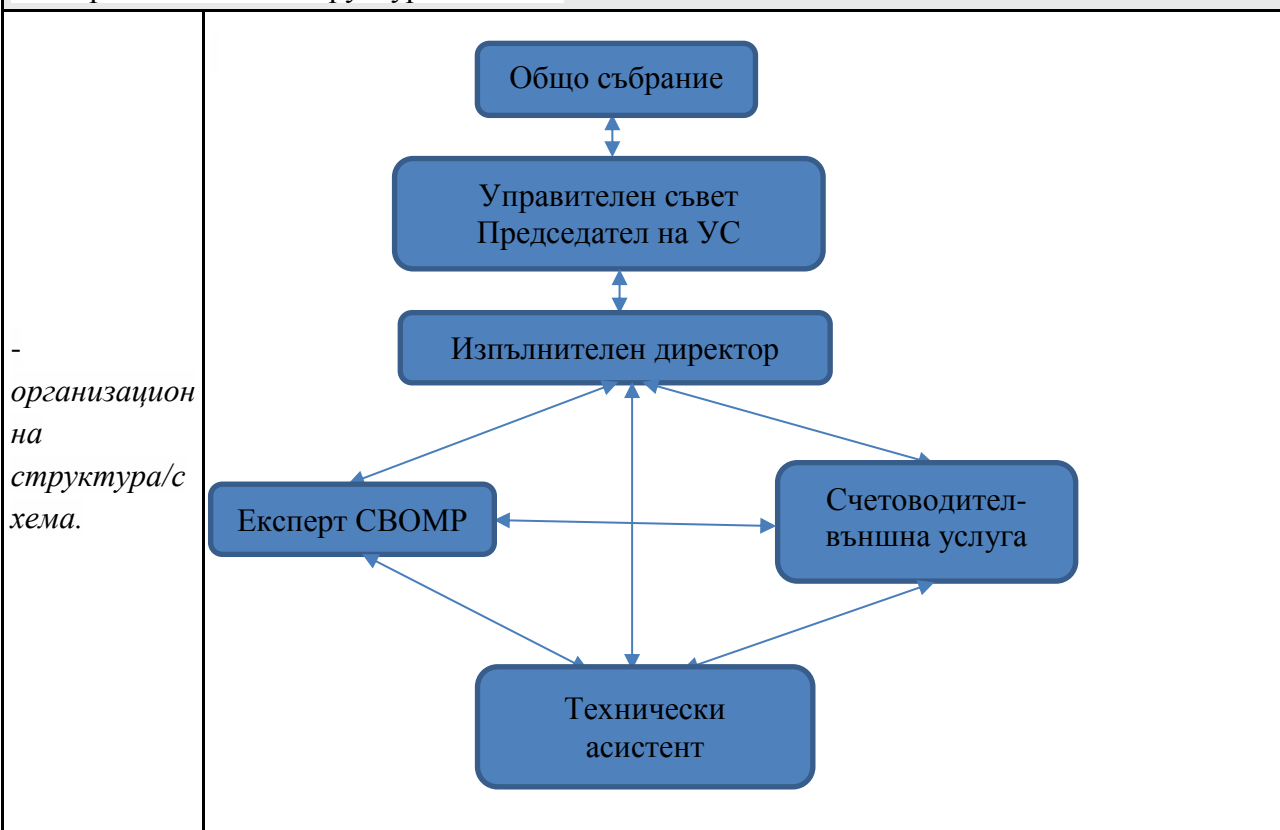 Общо събрание
Управителен съвет
Председател на УС
Изпълнителен директор
-
организацион
на
структура/с
хема.
Експерт СВОМР
Счетоводител-
външна услуга
Технически
асистент